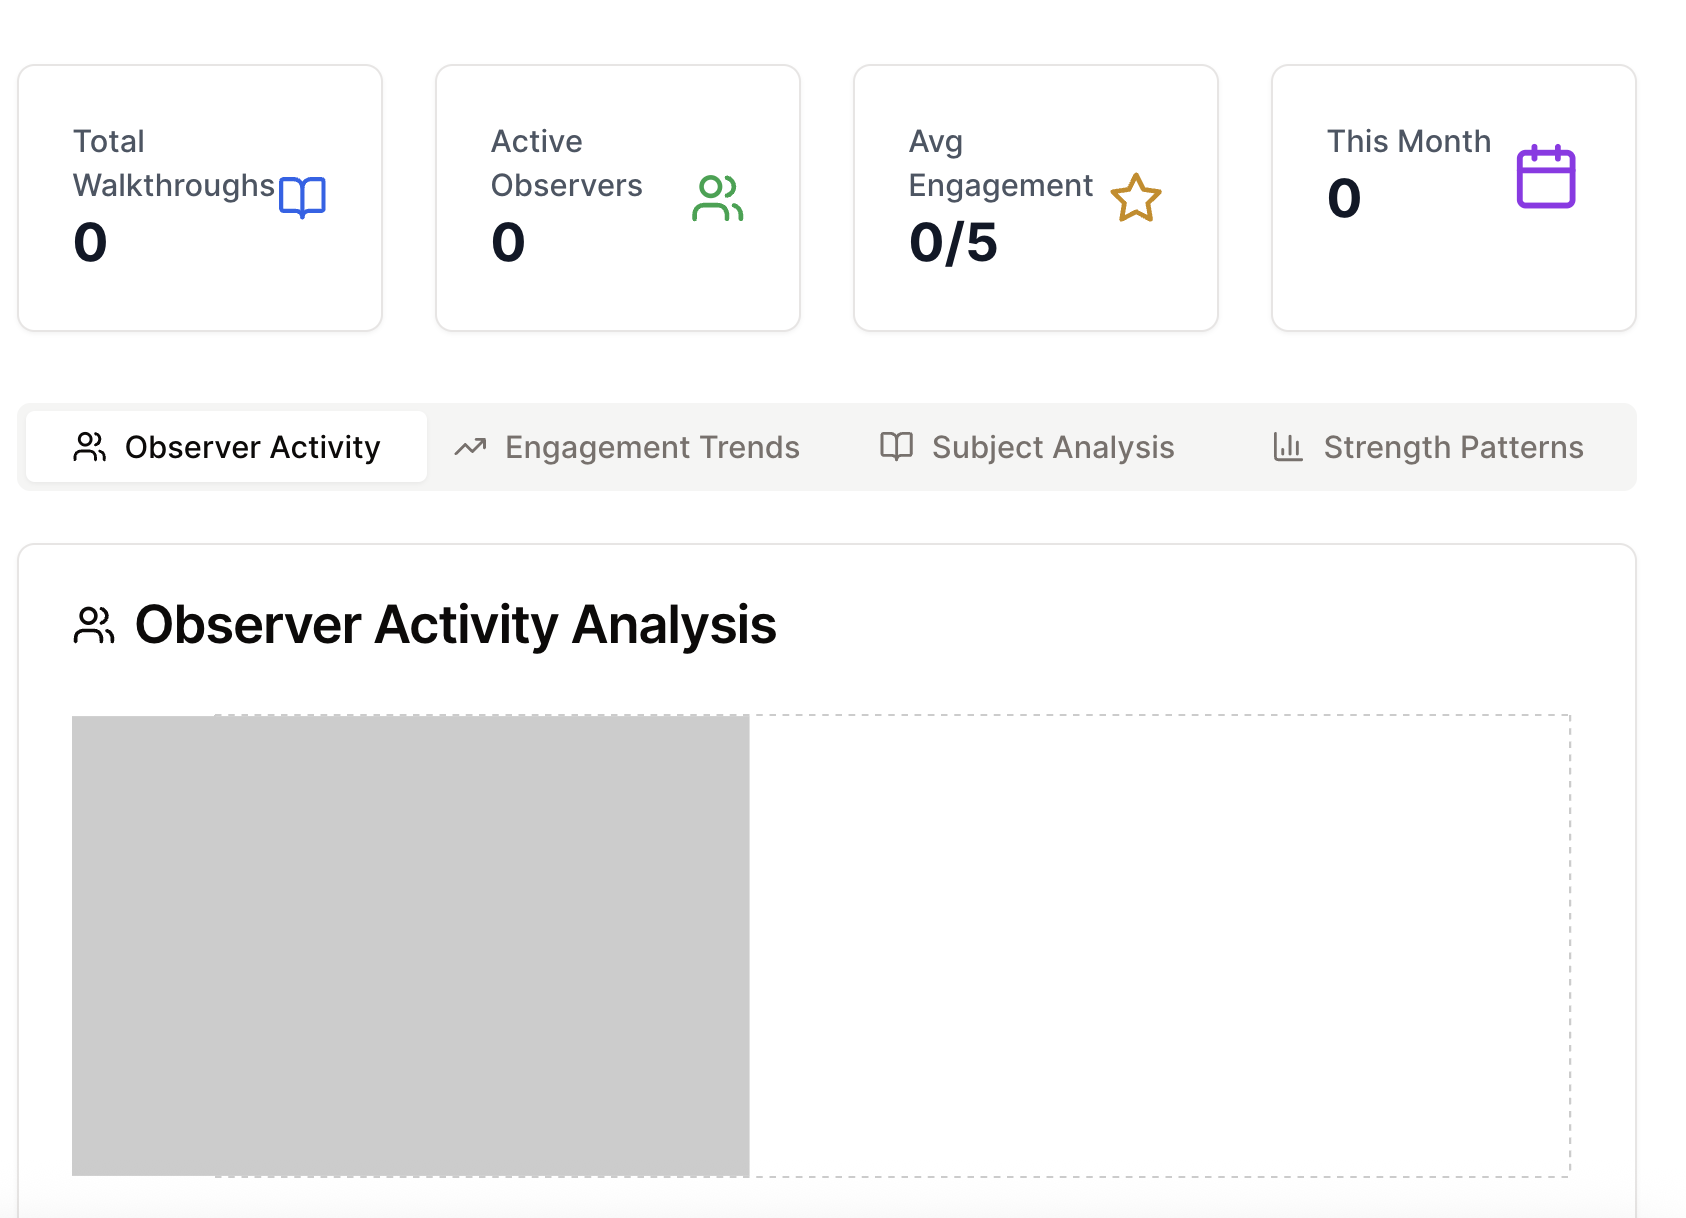 Total
Walkthroughs
0
Active
Observers
0
Avg
Engagement
0/5
This Month
0
Observer Activity
Engagement Trends
Subject Analysis
Strength Patterns
Observer Activity Analysis